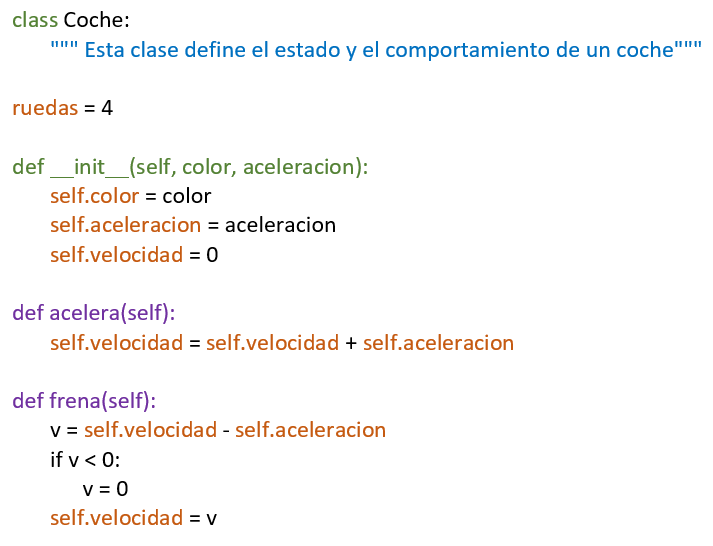 class Coche:
""" Esta clase define el estado y el comportamiento de un coche"""
ruedas = 4
def __init__(self, color, aceleracion):
self.color = color
self.aceleracion = aceleracion
self.velocidad = 0
def acelera(self):
self.velocidad = self.velocidad + self.aceleracion
def frena(self):
v = self.velocidad - self.aceleracion
if v < 0:
v = 0
self.velocidad = v